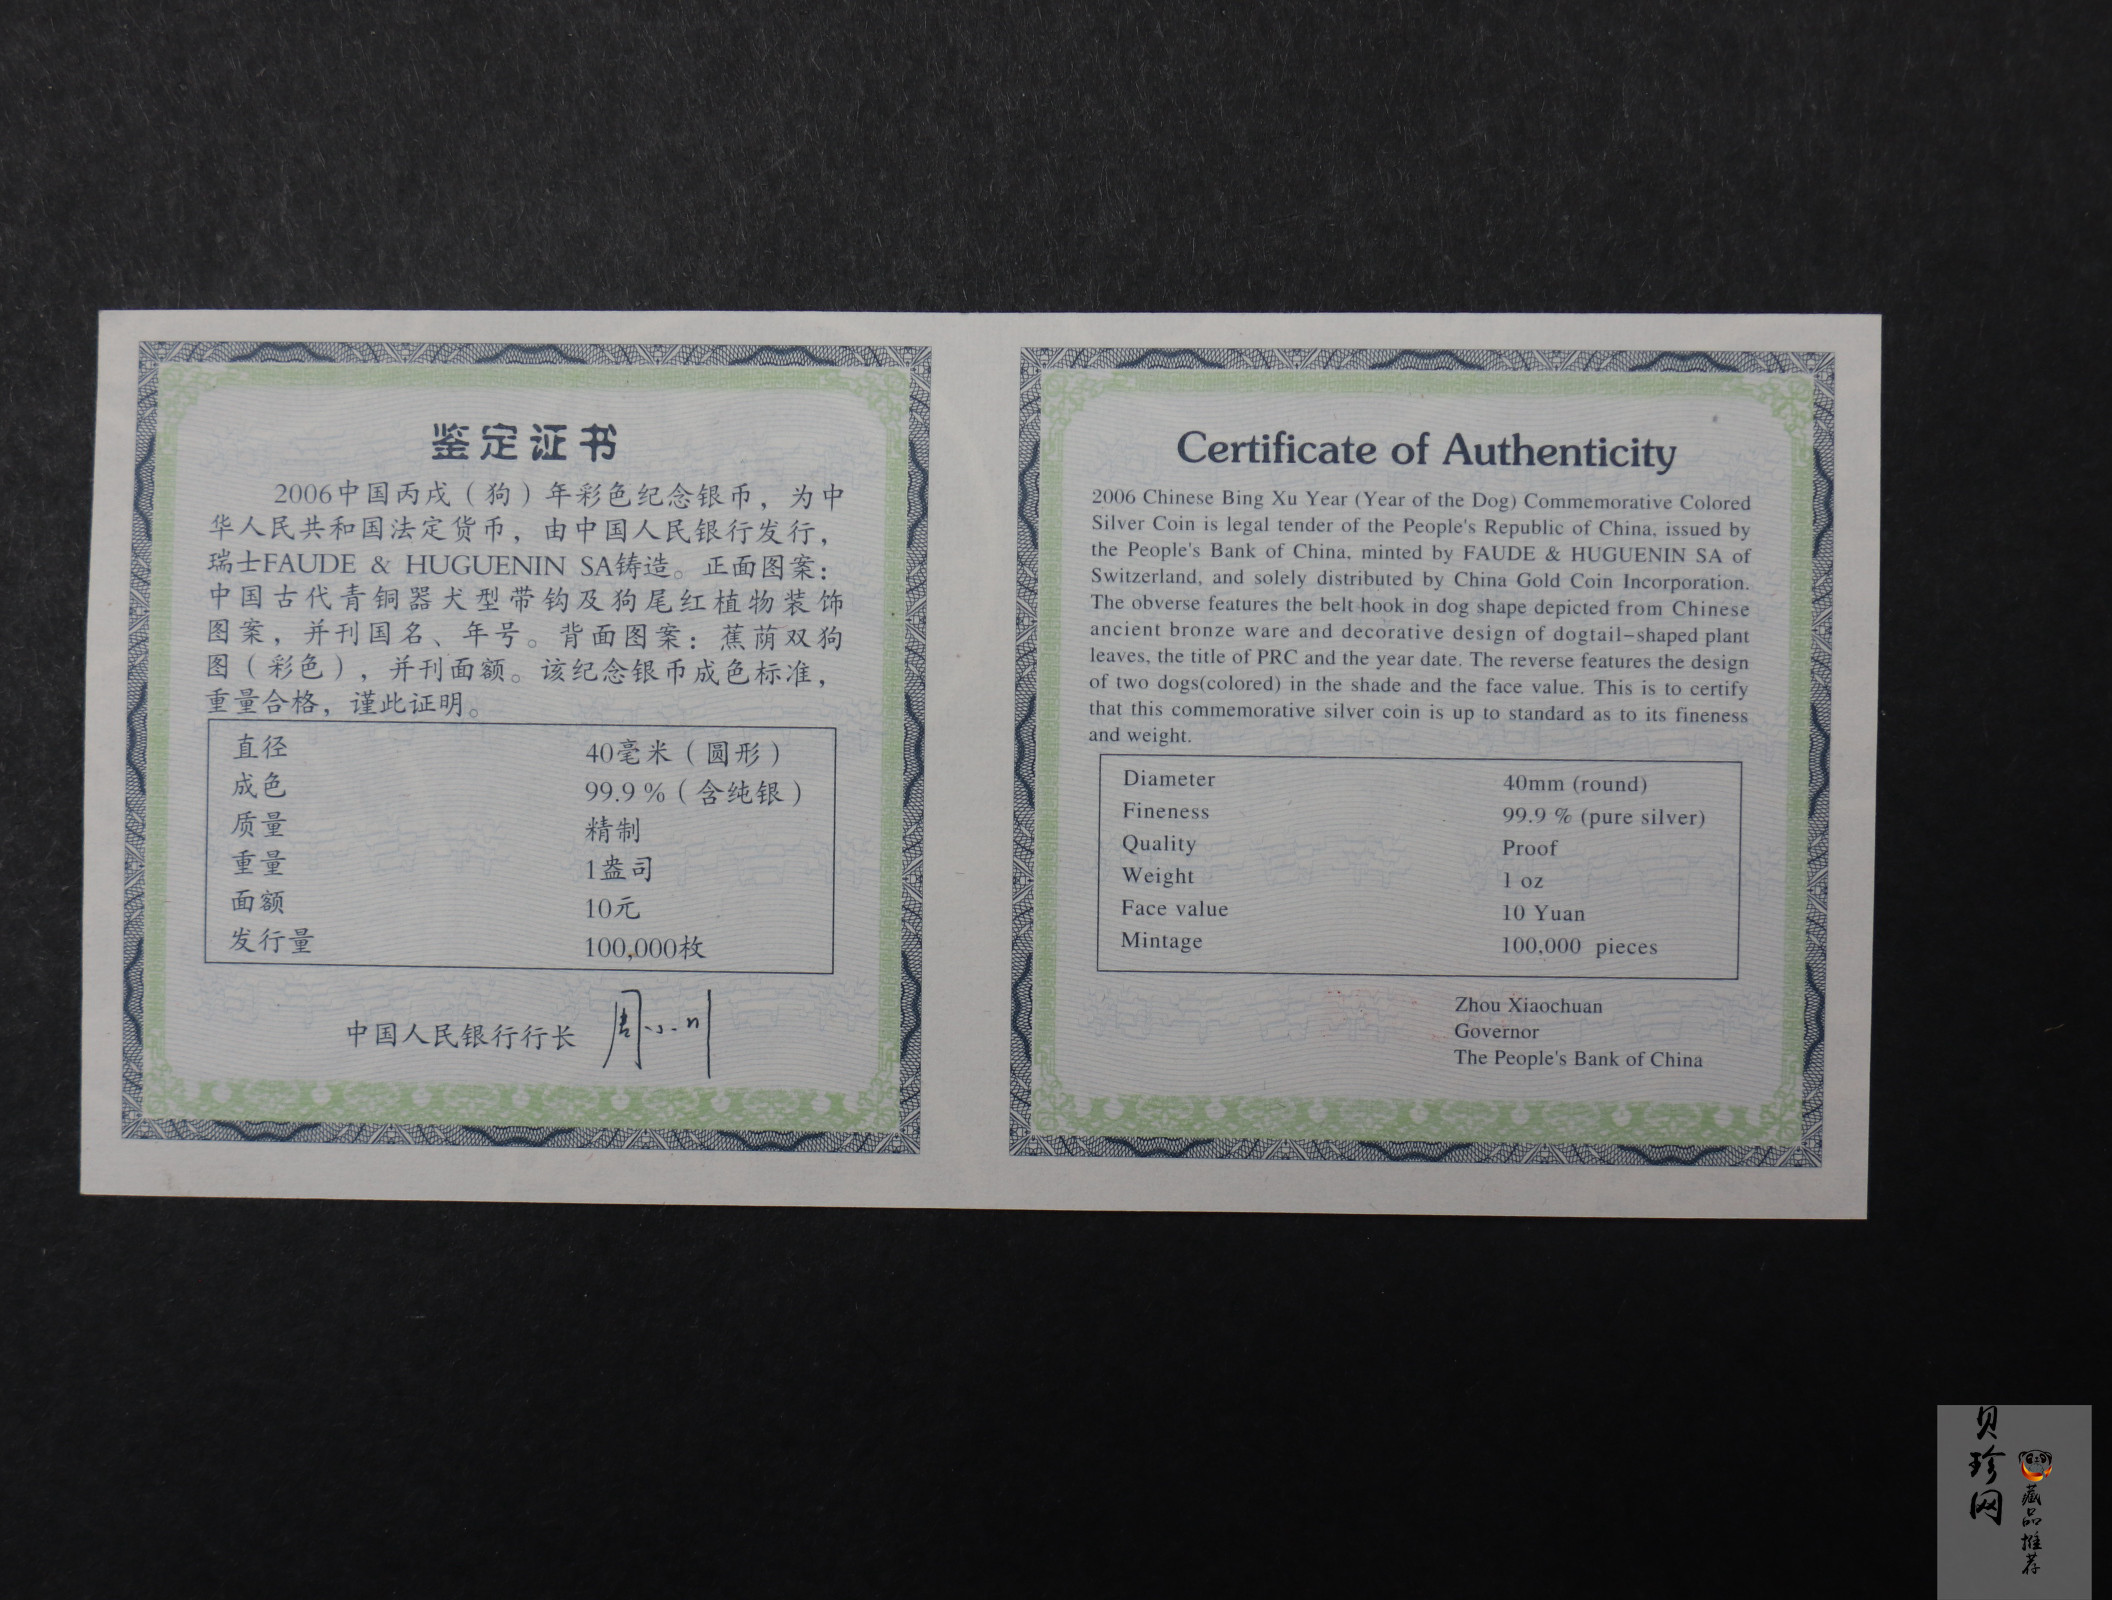 鉴定证书
2006中国丙戌（狗）年彩色纪念银币，为中
华人民共和国法定货币，由中国人民银行发行，
瑞士FAUDE & HUGUENIN SA铸造。正面图案：
中国古代青铜器犬型带钩及狗尾红植物装饰
图案，并刊国名、年号。背面图案：蕉荫双狗
图（彩色），并刊面额。该纪念银币成色标准，
重量合格，谨此证明。
直径 40毫米（圆形）
成色 99.9%（含纯银）
质量 精制
重量 1盎司
面额 10元
发行量 100,000枚
中国人民银行行长 周小川
Certificate of Authenticity
2006 Chinese Bing Xu Year (Year of the Dog) Commemorative Colored
Silver Coin is legal tender of the People's Republic of China, issued by
the People's Bank of China, minted by FAUDE & HUGUENIN SA of
Switzerland, and solely distributed by China Gold Coin Incorporation.
The obverse features the belt hook in dog shape depicted from Chinese
ancient bronze ware and decorative design of dogtail-shaped plant
leaves, the title of PRC and the year date. The reverse features the design
of two dogs(colored) in the shade and the face value. This is to certify
that this commemorative silver coin is up to standard as to its fineness
and weight.
Diameter 40mm (round)
Fineness 99.9 % (pure silver)
Quality Proof
Weight 1 oz
Face value 10 Yuan
Mintage 100,000 pieces
Zhou Xiaochuan
Governor
The People's Bank of China
贝珍网
藏品推荐